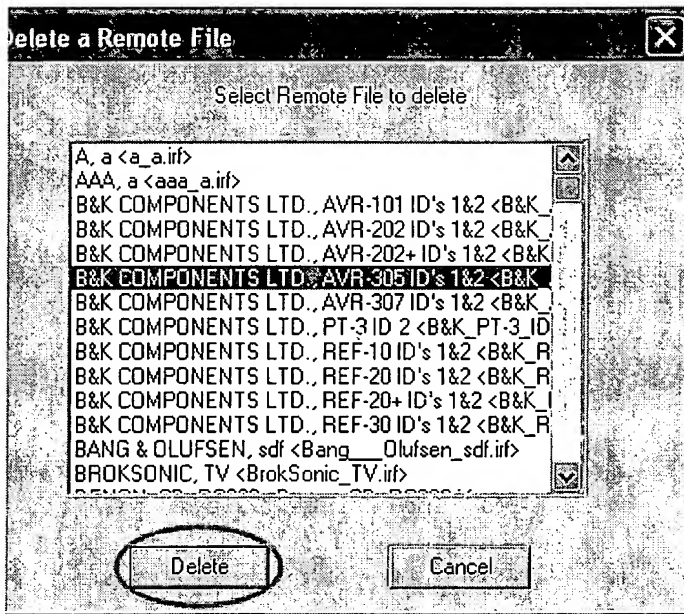 Delete a Remote File
Select Remote File to delete
A, a <a_a.irf>
AAA, a <aaa_a.irf>
B&K COMPONENTS LTD., AVR-101 ID's 1&2 <B&K_
B&K COMPONENTS LTD., AVR-202 ID's 1&2 <B&K_
B&K COMPONENTS LTD., AVR-202+ ID's 1&2 <B&K
B&K COMPONENTS LTD., AVR-305 ID's 1&2 <B&K_
B&K COMPONENTS LTD., AVR-307 ID's 1&2 <B&K_
B&K COMPONENTS LTD., PT-3 ID 2 <B&K_PT-3_ID
B&K COMPONENTS LTD., REF-10 ID's 1&2 <B&K_R
B&K COMPONENTS LTD., REF-20 ID's 1&2 <B&K_R
B&K COMPONENTS LTD., REF-20+ ID's 1&2 <B&K_
B&K COMPONENTS LTD., REF-30 ID's 1&2 <B&K_R
BANG & OLUFSEN, sdf <Bang___Olufsen_sdf.irf>
BROKSONIC, TV <BrokSonic_TV.irf>
Delete
Cancel